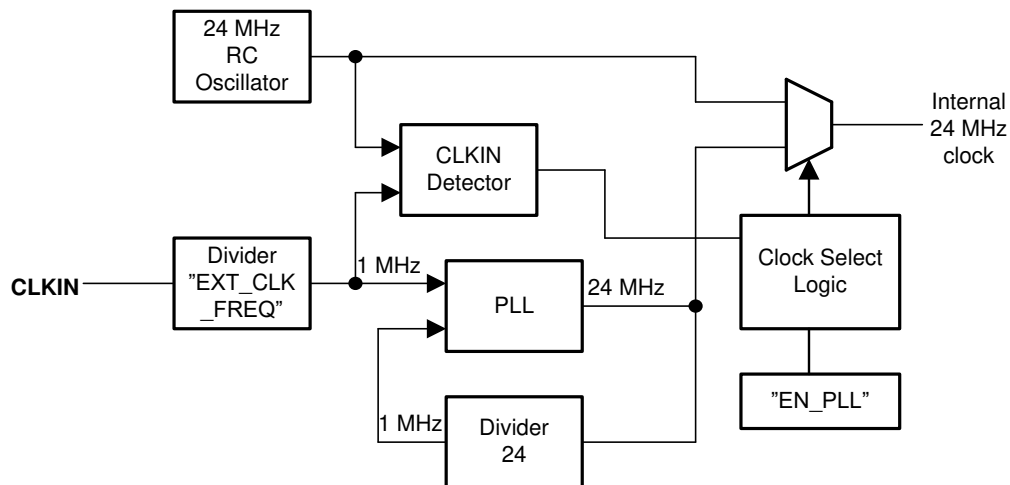 24 MHz
RC
Oscillator
CLKIN
Detector
Internal
24 MHz
clock
CLKIN
Divider
”EXT_CLK
_FREQ”
1 MHz
PLL
24 MHz
Clock Select
Logic
1 MHz
Divider
24
”EN_PLL”